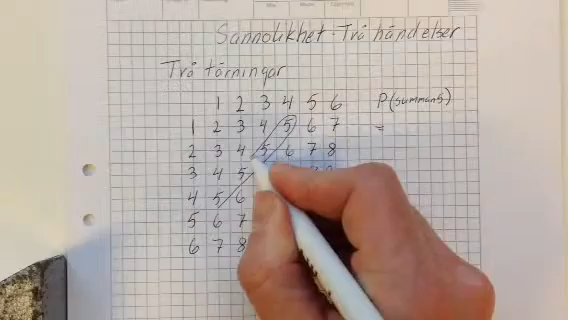 Sannolikhet - Två händelser
Två tärningar
1 2 3 4 5 6 P(summan 5)
1 2 3 4 5 6 7 =
2 3 4 5 6 7 8
3 4 5
4 5 6
5 6 7
6 7 8